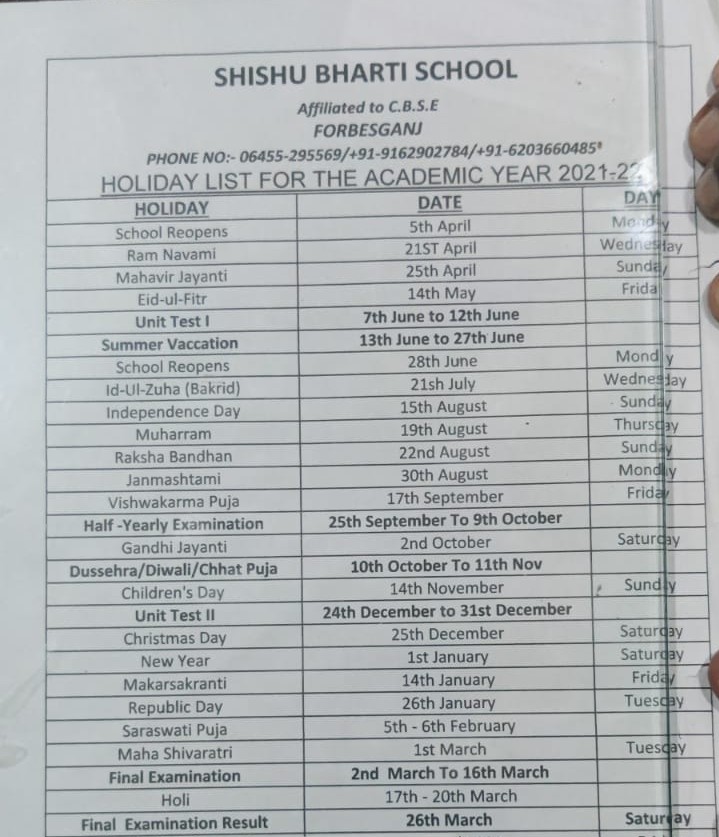 SHISHU BHARTI SCHOOL
Affiliated to C.B.S.E
FORBESGANJ
PHONE NO:- 06455-295569/+91-9162902784/+91-6203660485
HOLIDAY LIST FOR THE ACADEMIC YEAR 2021-22
HOLIDAY DATE DAY
School Reopens 5th April Monday
Ram Navami 21ST April Wednesday
Mahavir Jayanti 25th April Sunday
Eid-ul-Fitr 14th May Frida
Unit Test I 7th June to 12th June
Summer Vaccation 13th June to 27th June
School Reopens 28th June Monday
Id-Ul-Zuha (Bakrid) 21sh July Wednesday
Independence Day 15th August Sunday
Muharram 19th August Thursday
Raksha Bandhan 22nd August Sunday
Janmashtami 30th August Monday
Vishwakarma Puja 17th September Friday
Half -Yearly Examination 25th September To 9th October
Gandhi Jayanti 2nd October Saturday
Dussehra/Diwali/Chhat Puja 10th October To 11th Nov
Children's Day 14th November Sunday
Unit Test II 24th December to 31st December
Christmas Day 25th December Saturday
New Year 1st January Saturday
Makarsakranti 14th January Friday
Republic Day 26th January Tuesday
Saraswati Puja 5th - 6th February
Maha Shivaratri 1st March Tuesday
Final Examination 2nd March To 16th March
Holi 17th - 20th March
Final Examination Result 26th March Saturday